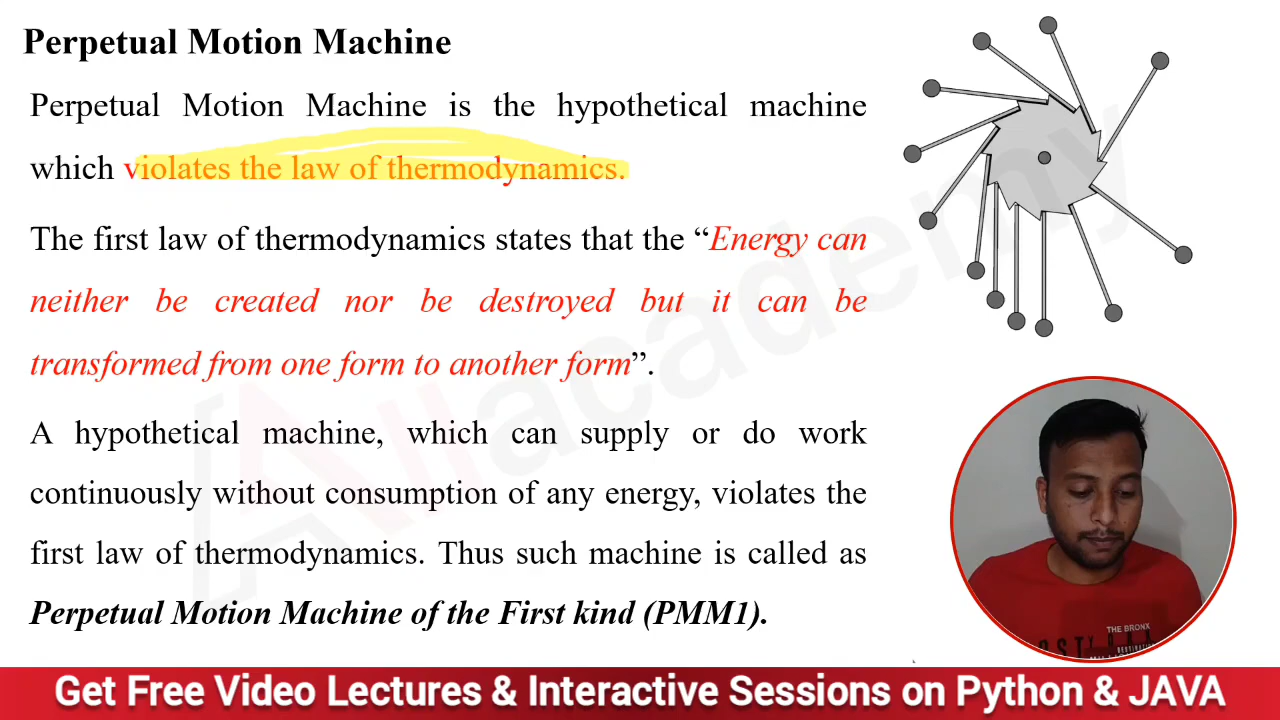 Perpetual Motion Machine
Perpetual Motion Machine is the hypothetical machine
which violates the law of thermodynamics.
The first law of thermodynamics states that the “Energy can
neither be created nor be destroyed but it can be
transformed from one form to another form”.
A hypothetical machine, which can supply or do work
continuously without consumption of any energy, violates the
first law of thermodynamics. Thus such machine is called as
Perpetual Motion Machine of the First kind (PMM1).
Allacademy
THE BRONX
Get Free Video Lectures & Interactive Sessions on Python & JAVA